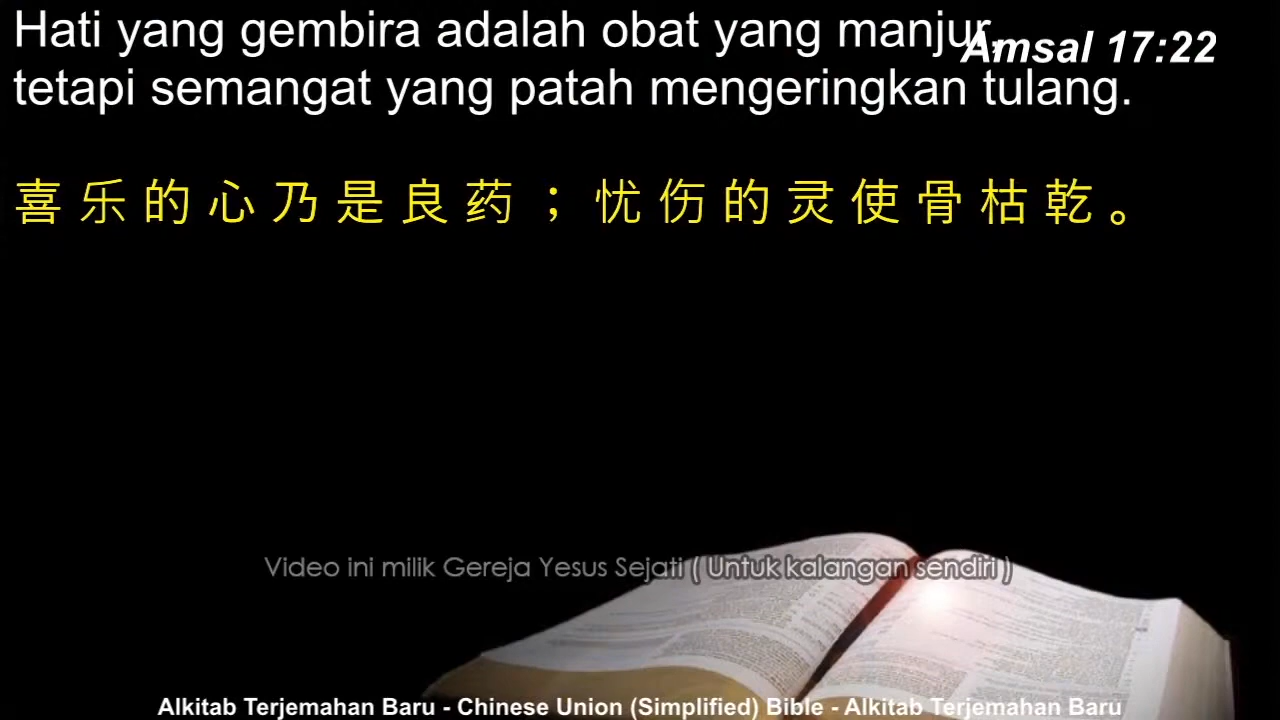 Hati yang gembira adalah obat yang manjur,
Amsal 17:22
tetapi semangat yang patah mengeringkan tulang.
喜 乐 的 心 乃 是 良 药 ； 忧 伤 的 灵 使 骨 枯 乾 。
Video ini milik Gereja Yesus Sejati ( Untuk kalangan sendiri )
Alkitab Terjemahan Baru - Chinese Union (Simplified) Bible - Alkitab Terjemahan Baru